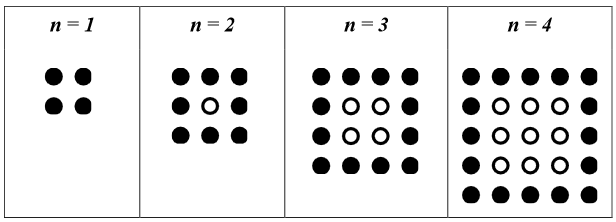 n = 1 n = 2 n = 3 n = 4